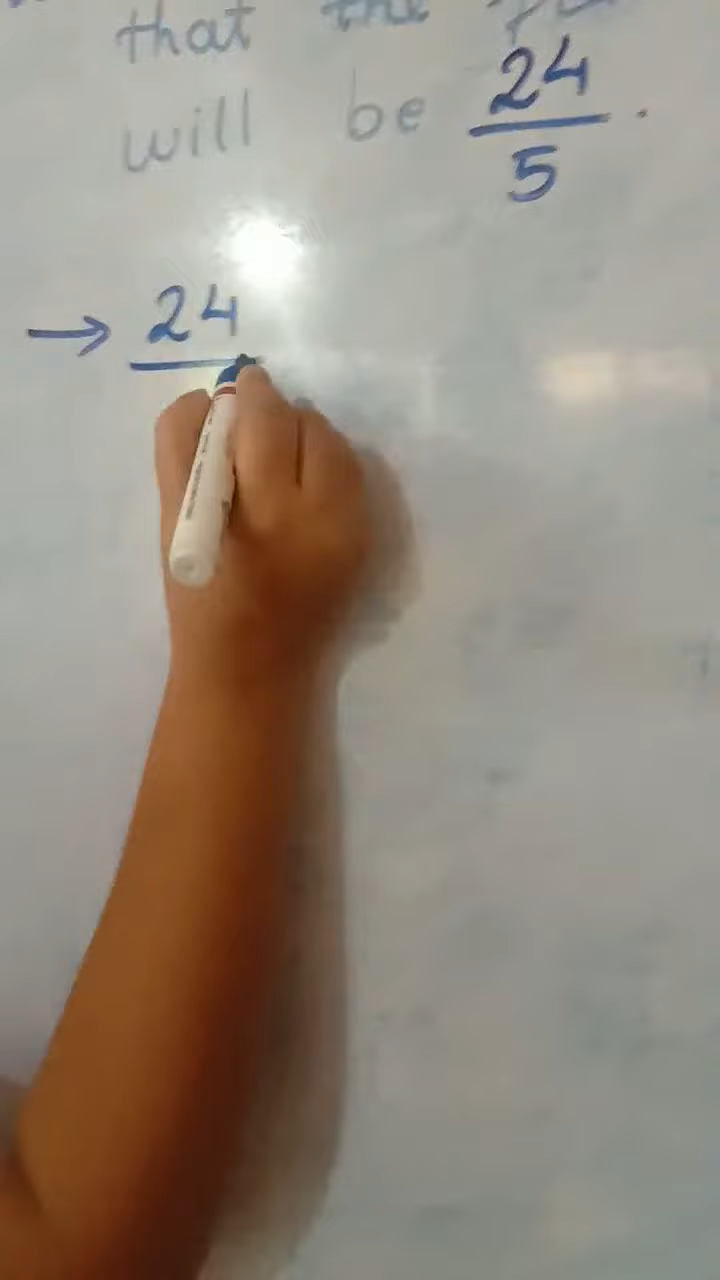 that the
will be 24/5.
→ 24